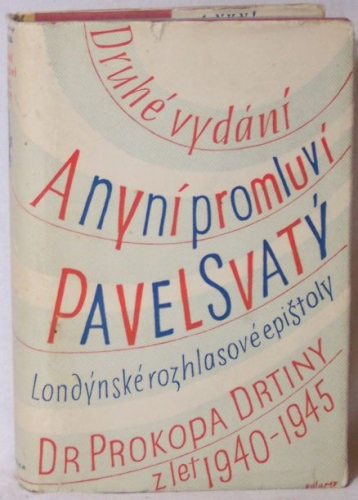 Druhé vydání
A nyní promluví
PAVEL SVATÝ
Londýnské rozhlasové epištoly
DR PROKOPA DRTINY
z let 1940-1945